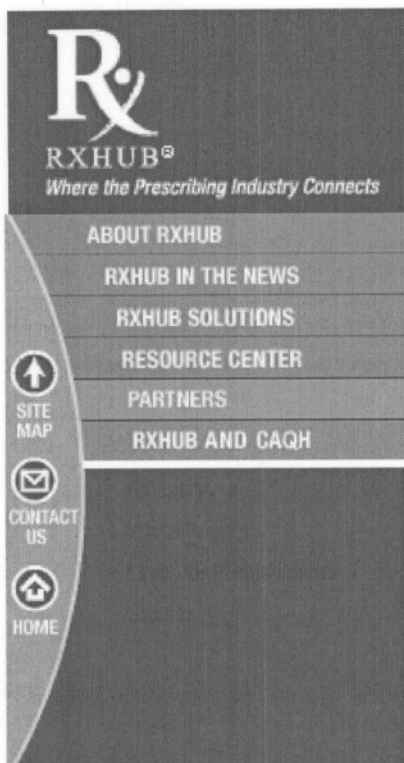 Rx
RXHUB®
Where the Prescribing Industry Connects
ABOUT RXHUB
RXHUB IN THE NEWS
RXHUB SOLUTIONS
RESOURCE CENTER
PARTNERS
RXHUB AND CAQH
SITE
MAP
CONTACT
US
HOME